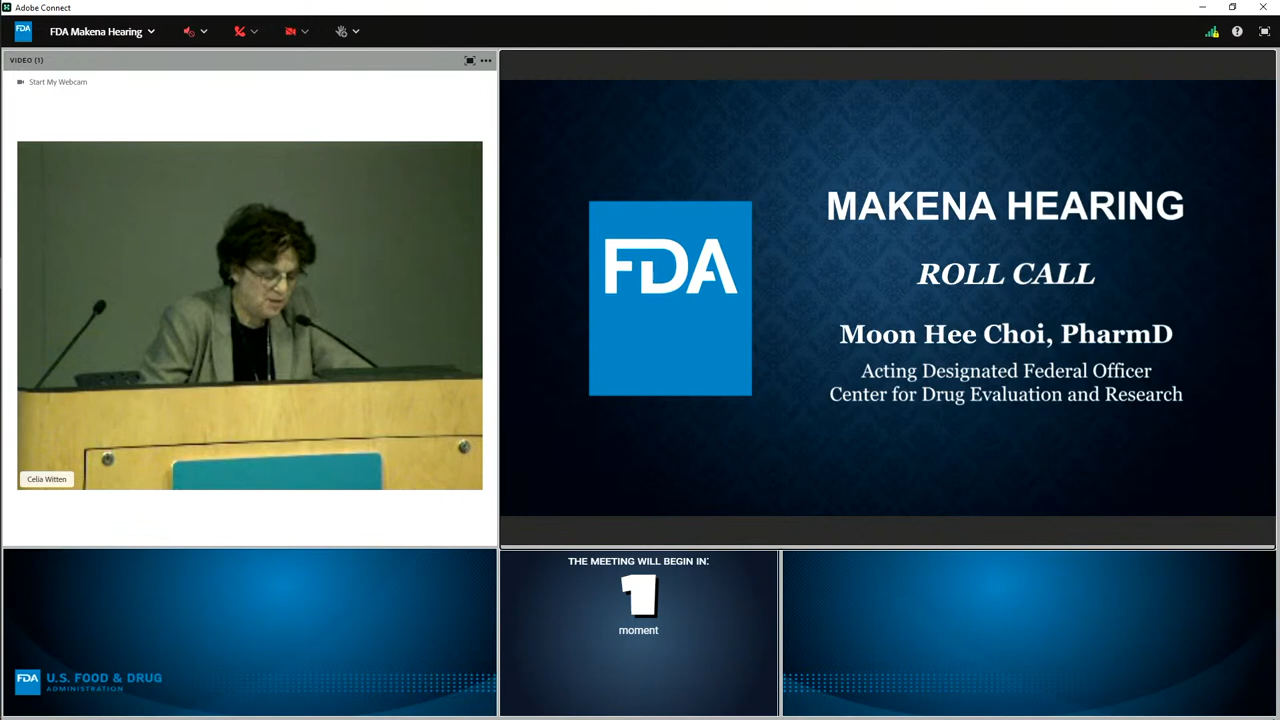 Adobe Connect
FDA
FDA Makena Hearing
VIDEO (1)
Start My Webcam
Celia Witten
FDA
MAKENA HEARING
ROLL CALL
Moon Hee Choi, PharmD
Acting Designated Federal Officer
Center for Drug Evaluation and Research
THE MEETING WILL BEGIN IN:
1
moment
FDA
U.S. FOOD & DRUG
ADMINISTRATION